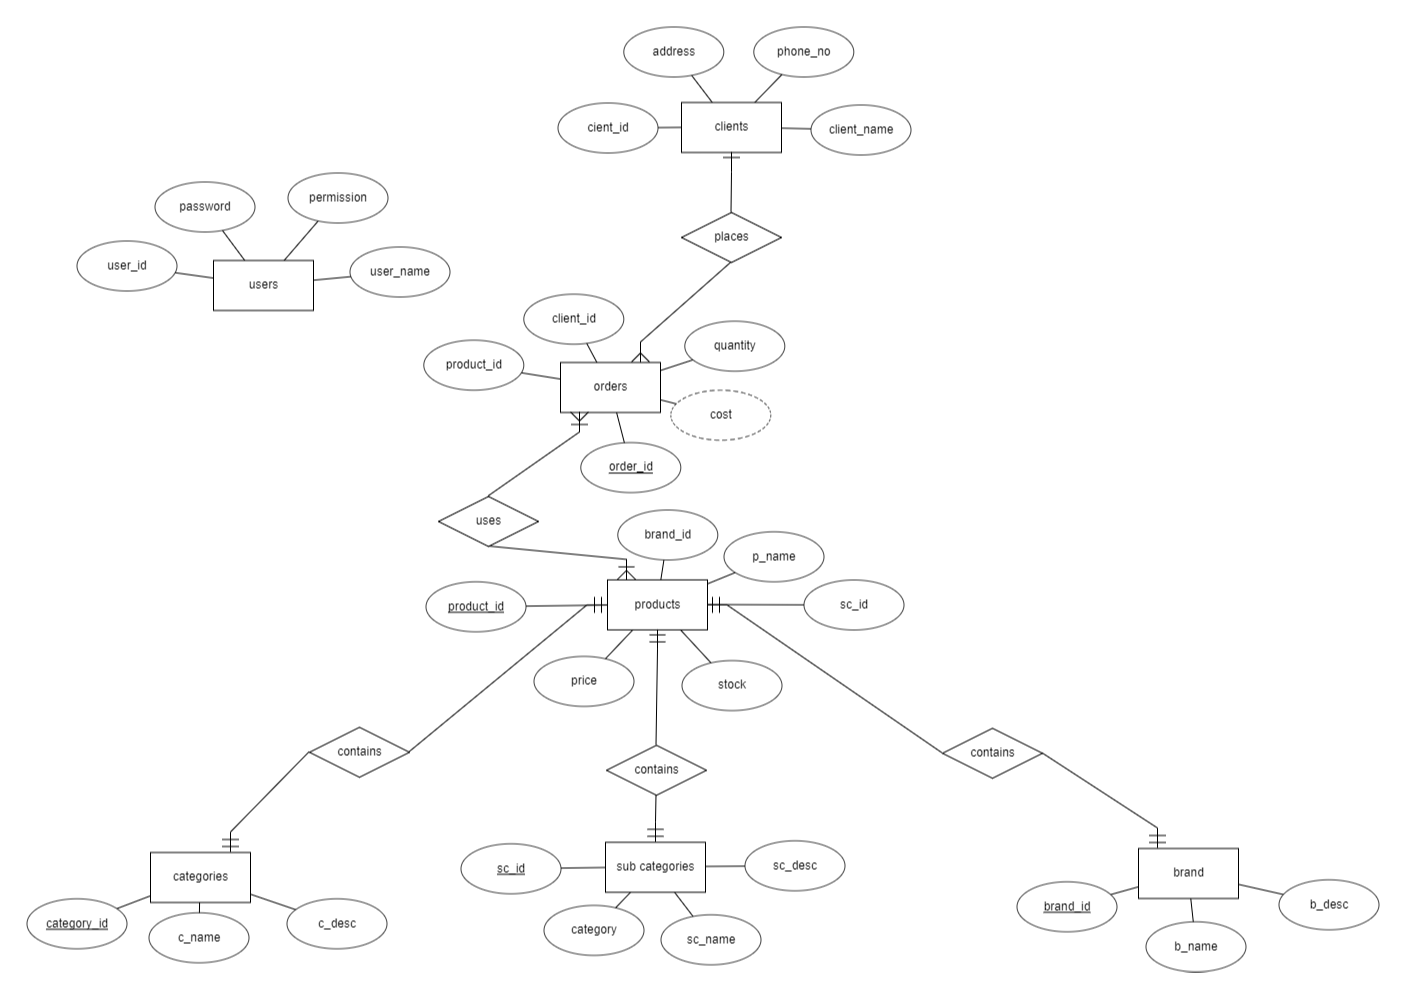 address
phone_no
cient_id
clients
client_name
password
permission
places
user_id
users
user_name
client_id
quantity
product_id
orders
cost
order_id
uses
brand_id
p_name
product_id
products
sc_id
price
stock
contains
contains
contains
categories
sc_id
sub categories
sc_desc
brand
category_id
c_name
c_desc
category
sc_name
brand_id
b_name
b_desc